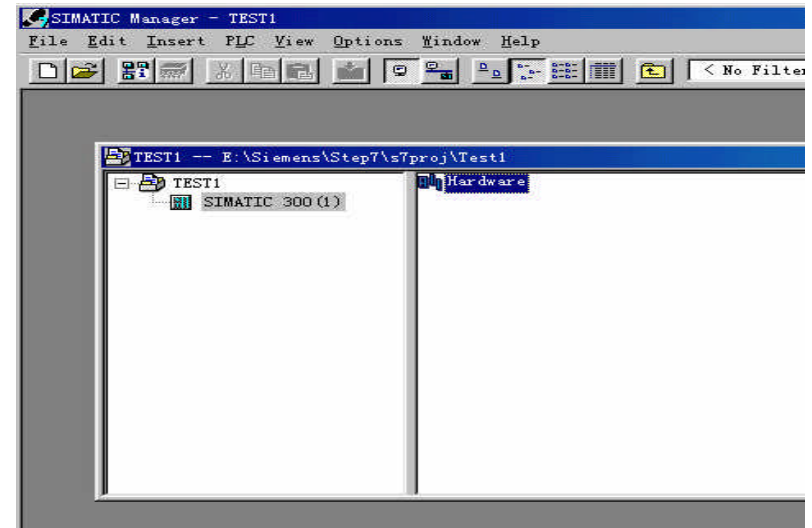 SIMATIC Manager - TEST1
File Edit Insert PLC View Options Window Help
< No Filter
TEST1 -- E:\Siemens\Step7\s7proj\Test1
TEST1
SIMATIC 300(1)
Hardware